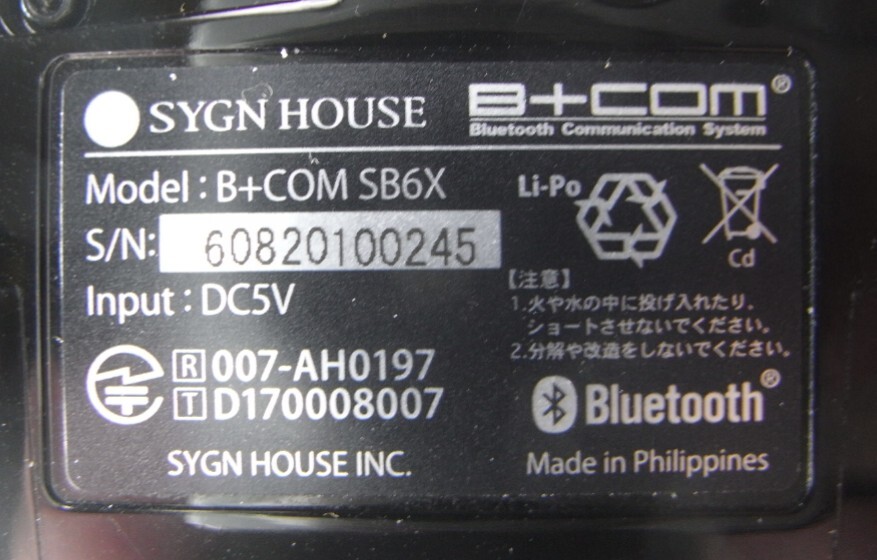 SYGN HOUSE
B+COM®
Bluetooth Communication System
Model : B+COM SB6X
S/N: 60820100245
Input : DC5V
Li-Po
Cd
【注意】
1.火や水の中に投げ入れたり、
ショートさせないでください。
2.分解や改造をしないでください。
R 007-AH0197
T D170008007
Bluetooth®
SYGN HOUSE INC.
Made in Philippines